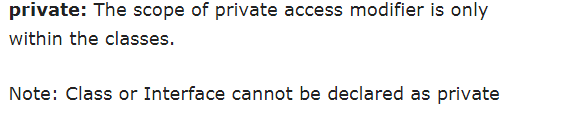 private: The scope of private access modifier is only
within the classes.
Note: Class or Interface cannot be declared as private